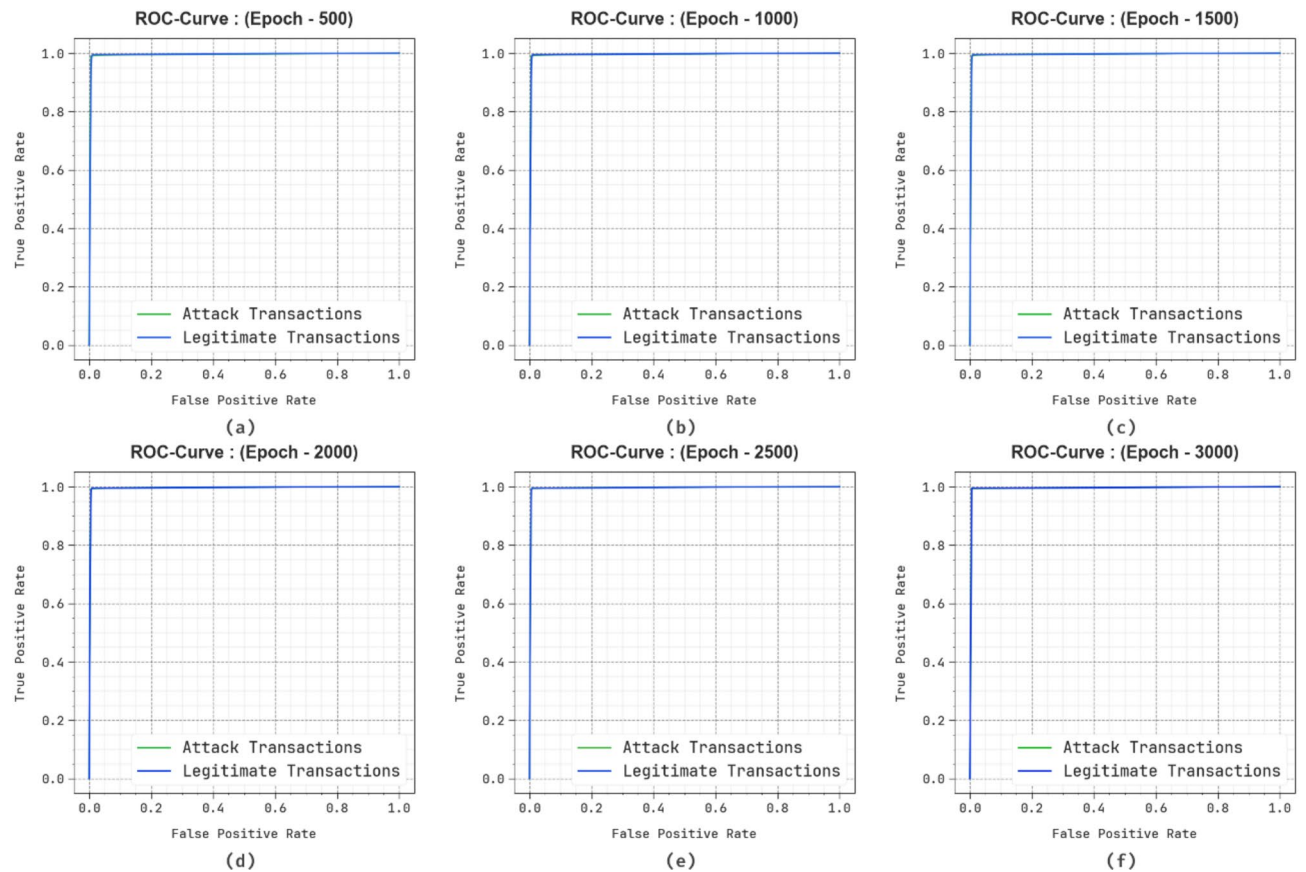 ROC-Curve : (Epoch - 500)
1.0
0.8
0.6
0.4
0.2
0.0
True Positive Rate
Attack Transactions
Legitimate Transactions
0.0 0.2 0.4 0.6 0.8 1.0
False Positive Rate
(a)
ROC-Curve : (Epoch - 1000)
1.0
0.8
0.6
0.4
0.2
0.0
True Positive Rate
Attack Transactions
Legitimate Transactions
0.0 0.2 0.4 0.6 0.8 1.0
False Positive Rate
(b)
ROC-Curve : (Epoch - 1500)
1.0
0.8
0.6
0.4
0.2
0.0
True Positive Rate
Attack Transactions
Legitimate Transactions
0.0 0.2 0.4 0.6 0.8 1.0
False Positive Rate
(c)
ROC-Curve : (Epoch - 2000)
1.0
0.8
0.6
0.4
0.2
0.0
True Positive Rate
Attack Transactions
Legitimate Transactions
0.0 0.2 0.4 0.6 0.8 1.0
False Positive Rate
(d)
ROC-Curve : (Epoch - 2500)
1.0
0.8
0.6
0.4
0.2
0.0
True Positive Rate
Attack Transactions
Legitimate Transactions
0.0 0.2 0.4 0.6 0.8 1.0
False Positive Rate
(e)
ROC-Curve : (Epoch - 3000)
1.0
0.8
0.6
0.4
0.2
0.0
True Positive Rate
Attack Transactions
Legitimate Transactions
0.0 0.2 0.4 0.6 0.8 1.0
False Positive Rate
(f)